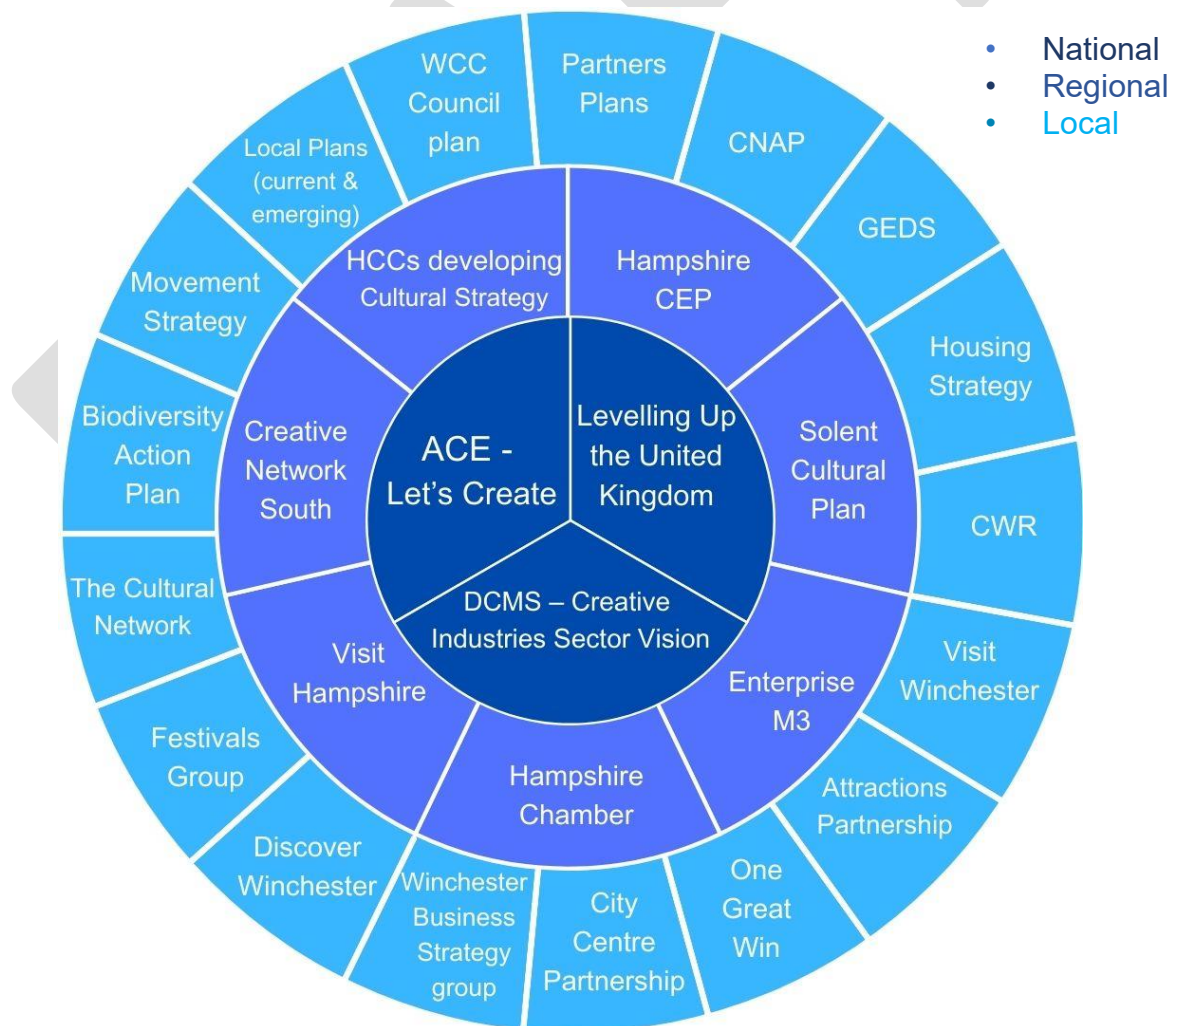 • National
• Regional
• Local
WCC
Council
plan
Partners
Plans
CNAP
GEDS
Housing
Strategy
CWR
Visit
Winchester
Attractions
Partnership
One
Great
Win
City
Centre
Partnership
Winchester
Business
Strategy
group
Discover
Winchester
Festivals
Group
The Cultural
Network
Biodiversity
Action
Plan
Movement
Strategy
Local Plans
(current &
emerging)
HCCs developing
Cultural Strategy
Hampshire
CEP
Solent
Cultural
Plan
Enterprise
M3
Hampshire
Chamber
Visit
Hampshire
Creative
Network
South
ACE -
Let's Create
Levelling Up
the United
Kingdom
DCMS – Creative
Industries Sector Vision